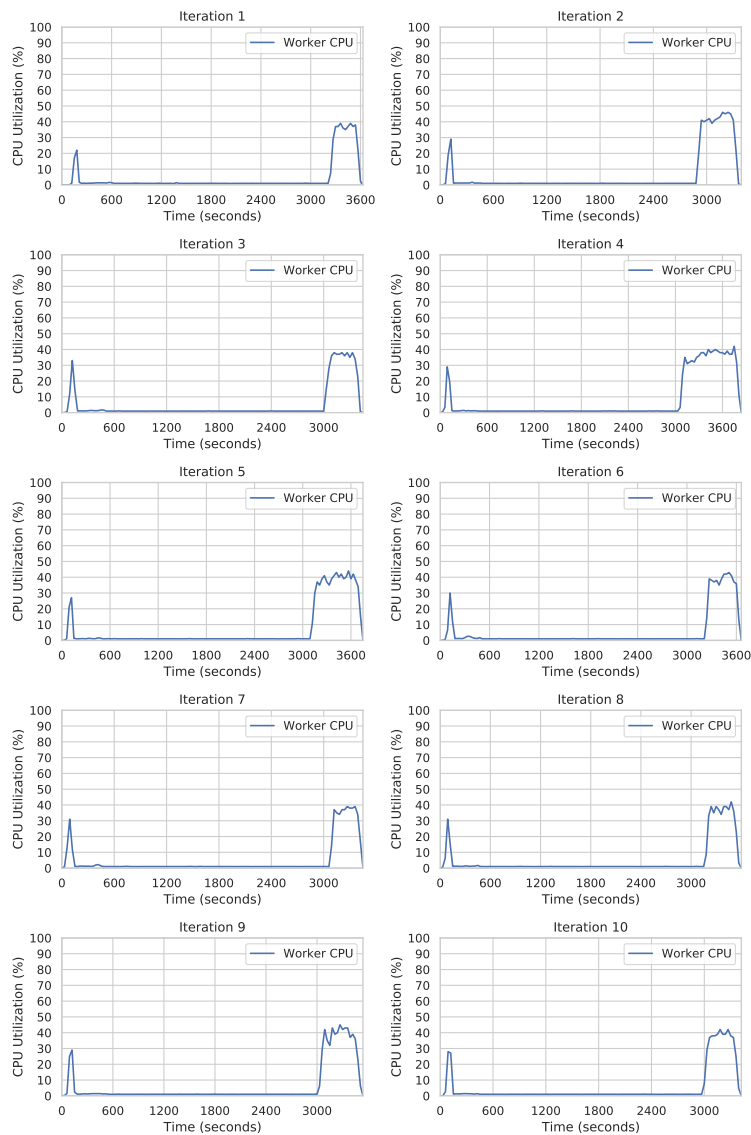 Iteration 1
100
90
80
70
60
50
40
30
20
10
0
CPU Utilization (%)
Worker CPU
0 600 1200 1800 2400 3000 3600
Time (seconds)
Iteration 2
100
90
80
70
60
50
40
30
20
10
0
CPU Utilization (%)
Worker CPU
0 600 1200 1800 2400 3000
Time (seconds)
Iteration 3
100
90
80
70
60
50
40
30
20
10
0
CPU Utilization (%)
Worker CPU
0 600 1200 1800 2400 3000
Time (seconds)
Iteration 4
100
90
80
70
60
50
40
30
20
10
0
CPU Utilization (%)
Worker CPU
0 600 1200 1800 2400 3000 3600
Time (seconds)
Iteration 5
100
90
80
70
60
50
40
30
20
10
0
CPU Utilization (%)
Worker CPU
0 600 1200 1800 2400 3000 3600
Time (seconds)
Iteration 6
100
90
80
70
60
50
40
30
20
10
0
CPU Utilization (%)
Worker CPU
0 600 1200 1800 2400 3000 3600
Time (seconds)
Iteration 7
100
90
80
70
60
50
40
30
20
10
0
CPU Utilization (%)
Worker CPU
0 600 1200 1800 2400 3000
Time (seconds)
Iteration 8
100
90
80
70
60
50
40
30
20
10
0
CPU Utilization (%)
Worker CPU
0 600 1200 1800 2400 3000
Time (seconds)
Iteration 9
100
90
80
70
60
50
40
30
20
10
0
CPU Utilization (%)
Worker CPU
0 600 1200 1800 2400 3000
Time (seconds)
Iteration 10
100
90
80
70
60
50
40
30
20
10
0
CPU Utilization (%)
Worker CPU
0 600 1200 1800 2400 3000
Time (seconds)